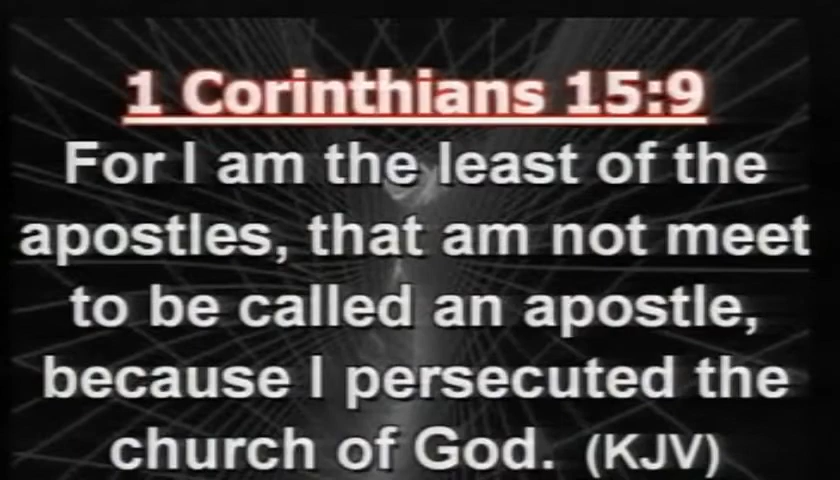 1 Corinthians 15:9
For I am the least of the
apostles, that am not meet
to be called an apostle,
because I persecuted the
church of God. (KJV)